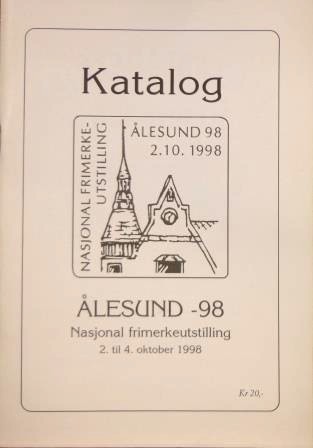 Katalog
NASJONAL FRIMERKE-
UTSTILLING
ÅLESUND 98
2.10. 1998
ÅLESUND -98
Nasjonal frimerkeutstilling
2. til 4. oktober 1998
Kr 20,-